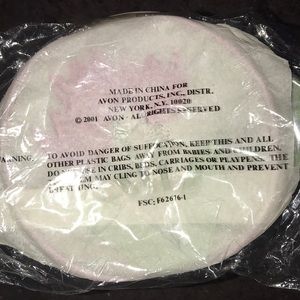 MADE IN CHINA FOR
AVON PRODUCTS, INC., DISTR.
NEW YORK, N.Y. 10020
© 2001 AVON ALL RIGHTS RESERVED
WARNING: TO AVOID DANGER OF SUFFOCATION, KEEP THIS AND ALL
OTHER PLASTIC BAGS AWAY FROM BABIES AND CHILDREN.
DO NOT USE IN CRIBS, BEDS, CARRIAGES OR PLAYPENS. THE
FILM MAY CLING TO NOSE AND MOUTH AND PREVENT
BREATHING.
FSC: F62676-1